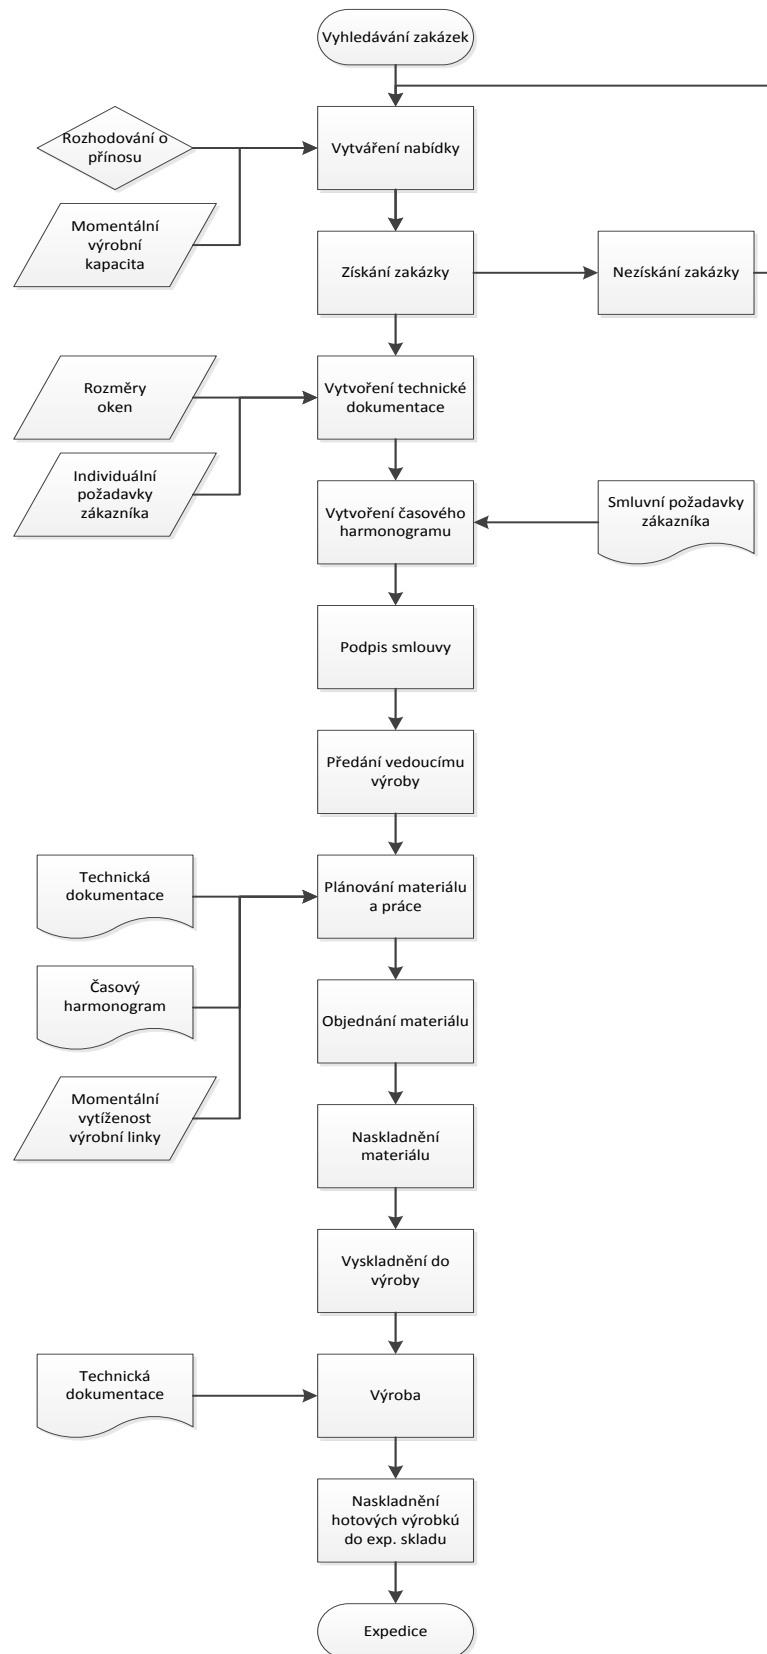 Vyhledávání zakázek
Rozhodování o
přínosu
Vytváření nabídky
Momentální
výrobní
kapacita
Získání zakázky
Nezískání zakázky
Rozměry
oken
Vytvoření technické
dokumentace
Individuální
požadavky
zákazníka
Vytvoření časového
harmonogramu
Smluvní požadavky
zákazníka
Podpis smlouvy
Předání vedoucímu
výroby
Technická
dokumentace
Plánování materiálu
a práce
Časový
harmonogram
Objednání materiálu
Momentální
vytíženost
výrobní linky
Naskladnění
materiálu
Vyskladnění do
výroby
Technická
dokumentace
Výroba
Naskladnění
hotových výrobků
do exp. skladu
Expedice